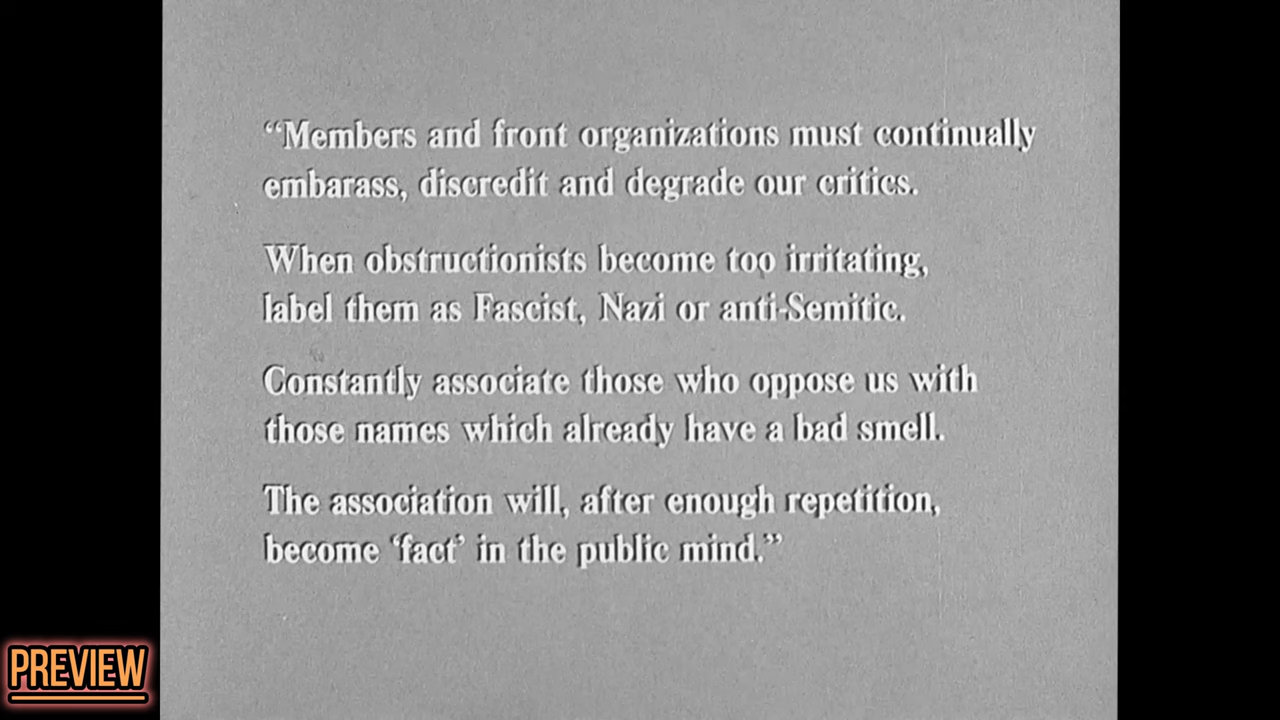 “Members and front organizations must continually
embarass, discredit and degrade our critics.
When obstructionists become too irritating,
label them as Fascist, Nazi or anti-Semitic.
Constantly associate those who oppose us with
those names which already have a bad smell.
The association will, after enough repetition,
become ‘fact’ in the public mind.”
PREVIEW